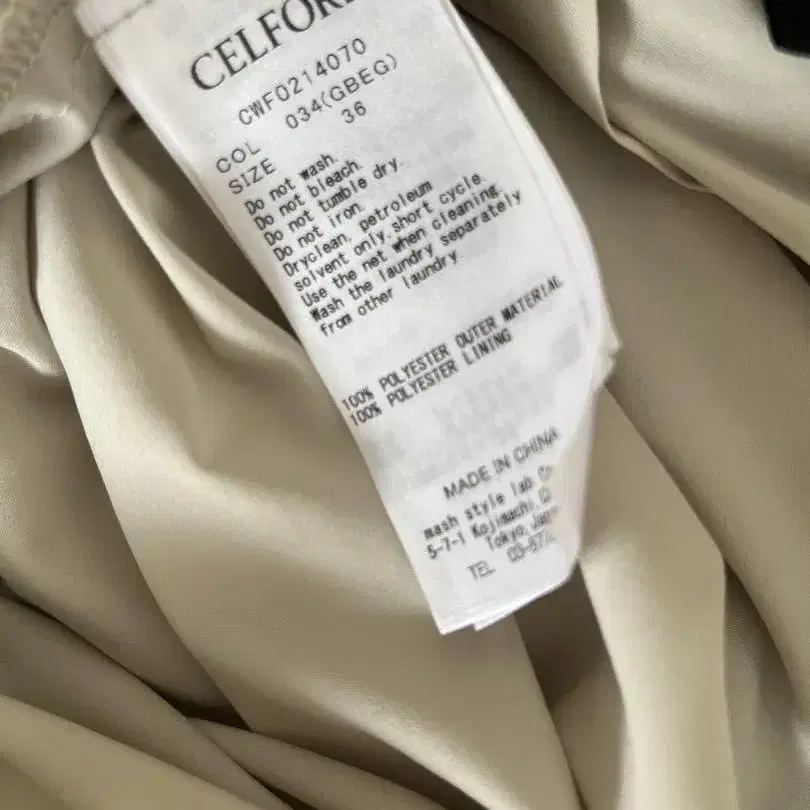 CELFOR
CWF0214070
COL 034(GBEG)
SIZE 36
Do not wash.
Do not bleach.
Do not tumble dry.
Do not iron.
Dryclean, petroleum
solvent only,short cycle.
Use the net when cleaning.
Wash the laundry separately
from other laundry.
100% POLYESTER OUTER MATERIAL
100% POLYESTER LINING
MADE IN CHINA
mash style lab
5-7-1 Kojimachi,
Tokyo,
TEL